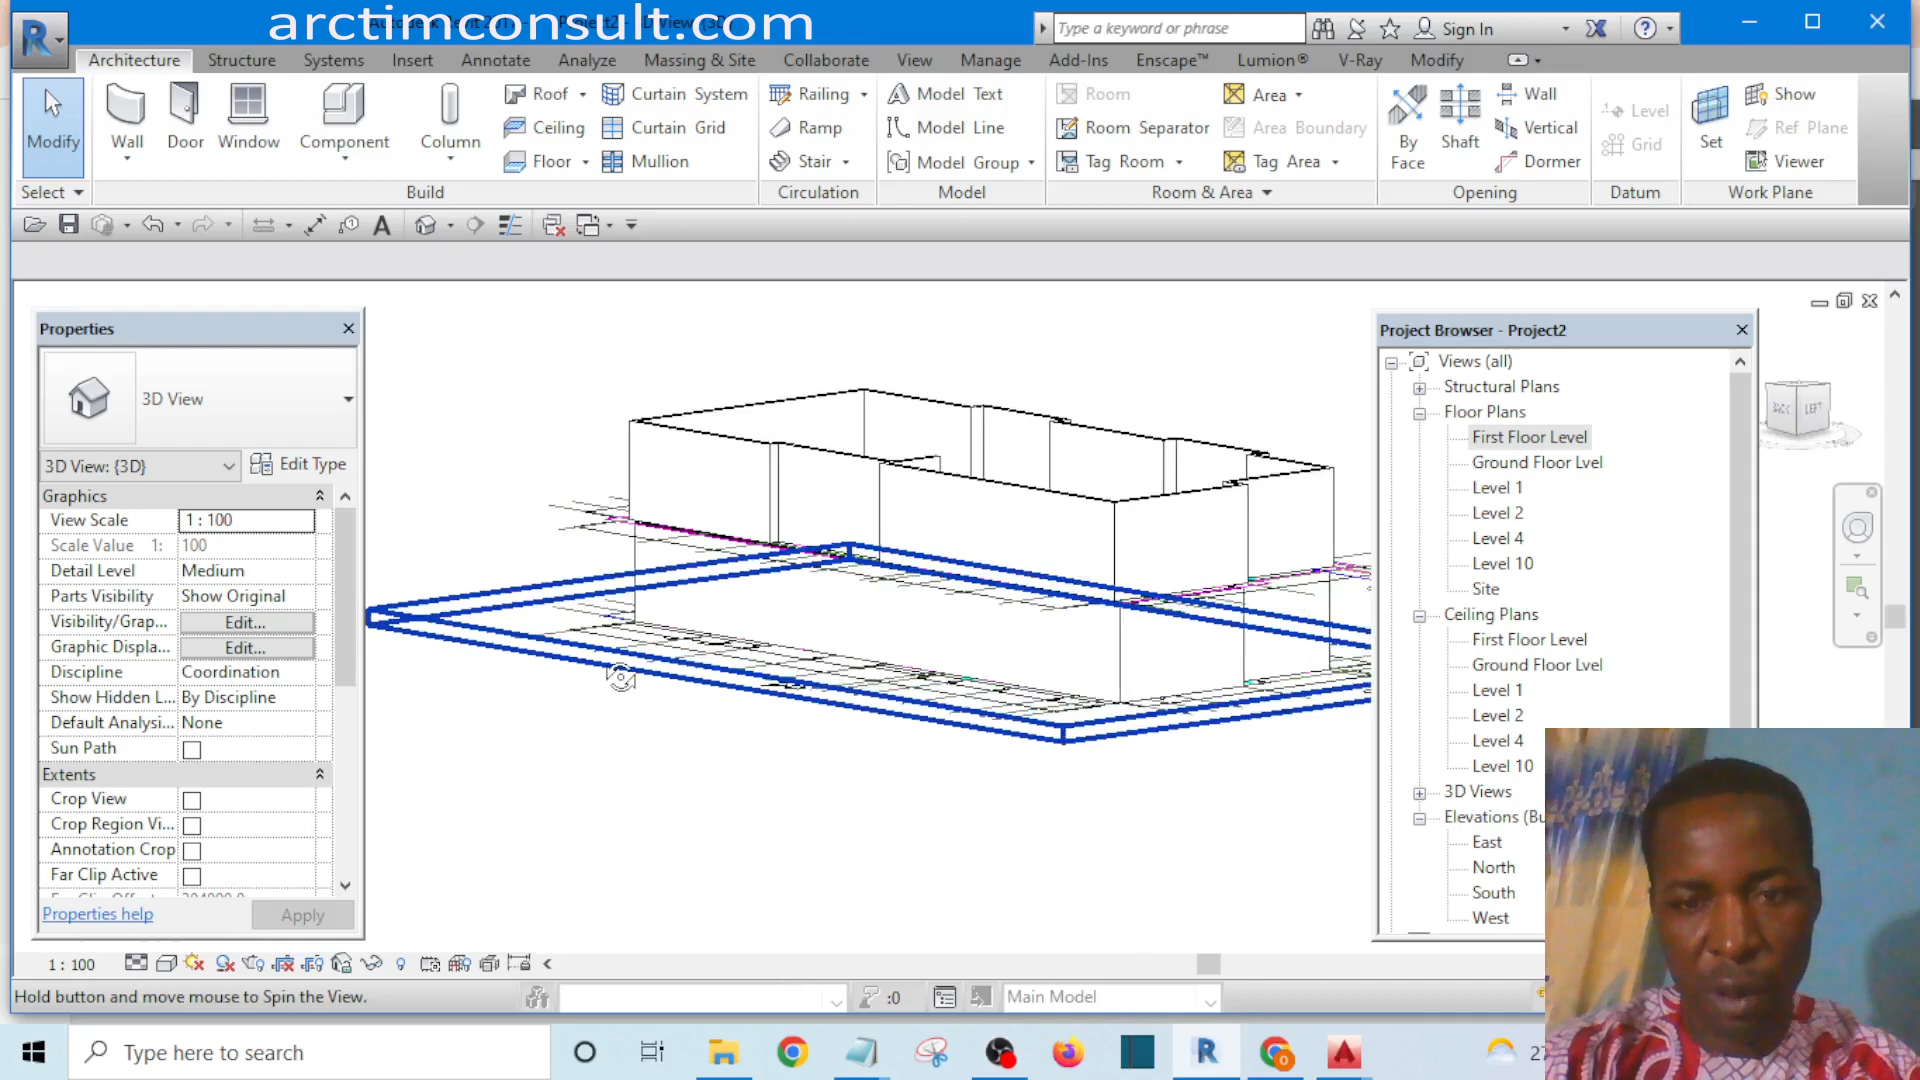 arctimconsult.com
Type a keyword or phrase
Sign In
Architecture Structure Systems Insert Annotate Analyze Massing & Site Collaborate View Manage Add-Ins Enscape™ Lumion® V-Ray Modify
Modify
Wall
Door
Window
Component
Column
Roof
Ceiling
Floor
Curtain System
Curtain Grid
Mullion
Railing
Ramp
Stair
Model Text
Model Line
Model Group
Room
Room Separator
Tag Room
Area
Area Boundary
Tag Area
By Face
Shaft
Wall
Vertical
Dormer
Level
Grid
Set
Show
Ref Plane
Viewer
Select Build Circulation Model Room & Area Opening Datum Work Plane
Properties
3D View
3D View: {3D}
Edit Type
Graphics
View Scale 1 : 100
Scale Value 1: 100
Detail Level Medium
Parts Visibility Show Original
Visibility/Grap... Edit...
Graphic Displa... Edit...
Discipline Coordination
Show Hidden L... By Discipline
Default Analysi... None
Sun Path
Extents
Crop View
Crop Region Vi...
Annotation Crop
Far Clip Active
Properties help
Apply
Project Browser - Project2
Views (all)
Structural Plans
Floor Plans
First Floor Level
Ground Floor Lvel
Level 1
Level 2
Level 4
Level 10
Site
Ceiling Plans
First Floor Level
Ground Floor Lvel
Level 1
Level 2
Level 4
Level 10
3D Views
Elevations (Bu
East
North
South
West
BACK LEFT
1 : 100
Hold button and move mouse to Spin the View.
:0
Main Model
Type here to search
27